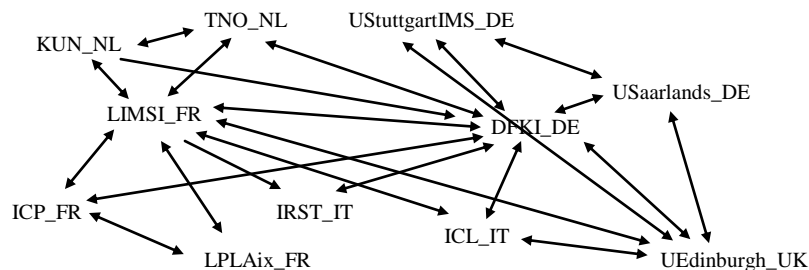 TNO_NL
UStuttgartIMS_DE
KUN_NL
USaarlands_DE
LIMSI_FR
DFKI_DE
ICP_FR
IRST_IT
ICL_IT
LPLAix_FR
UEdinburgh_UK